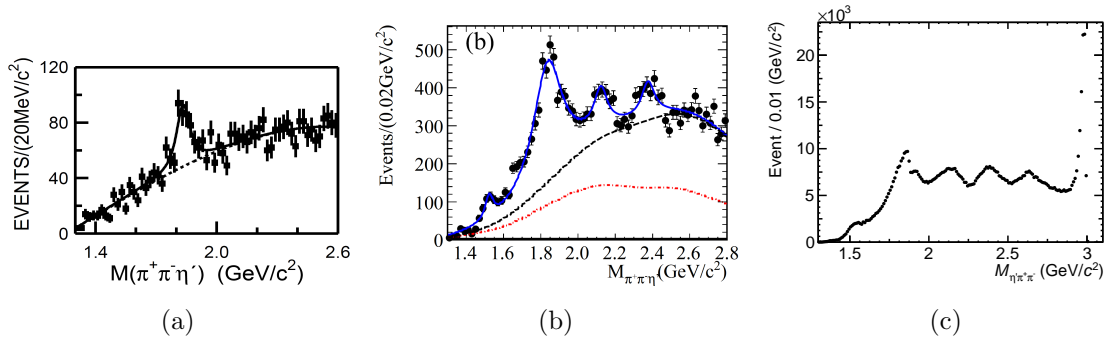 EVENTS/(20MeV/c²)
120
80
40
0
1.4
2.0
2.6
M(π⁺π⁻η´) (GeV/c²)
(a)
(b)
Events/(0.02GeV/c²)
500
400
300
200
100
0
1.4 1.6 1.8 2.0 2.2 2.4 2.6 2.8
M_π⁺π⁻η′(GeV/c²)
(b)
×10³
Event / 0.01 (GeV/c²)
20
15
10
5
0
1.5 2 2.5 3
M_η′π⁺π⁻ (GeV/c²)
(c)